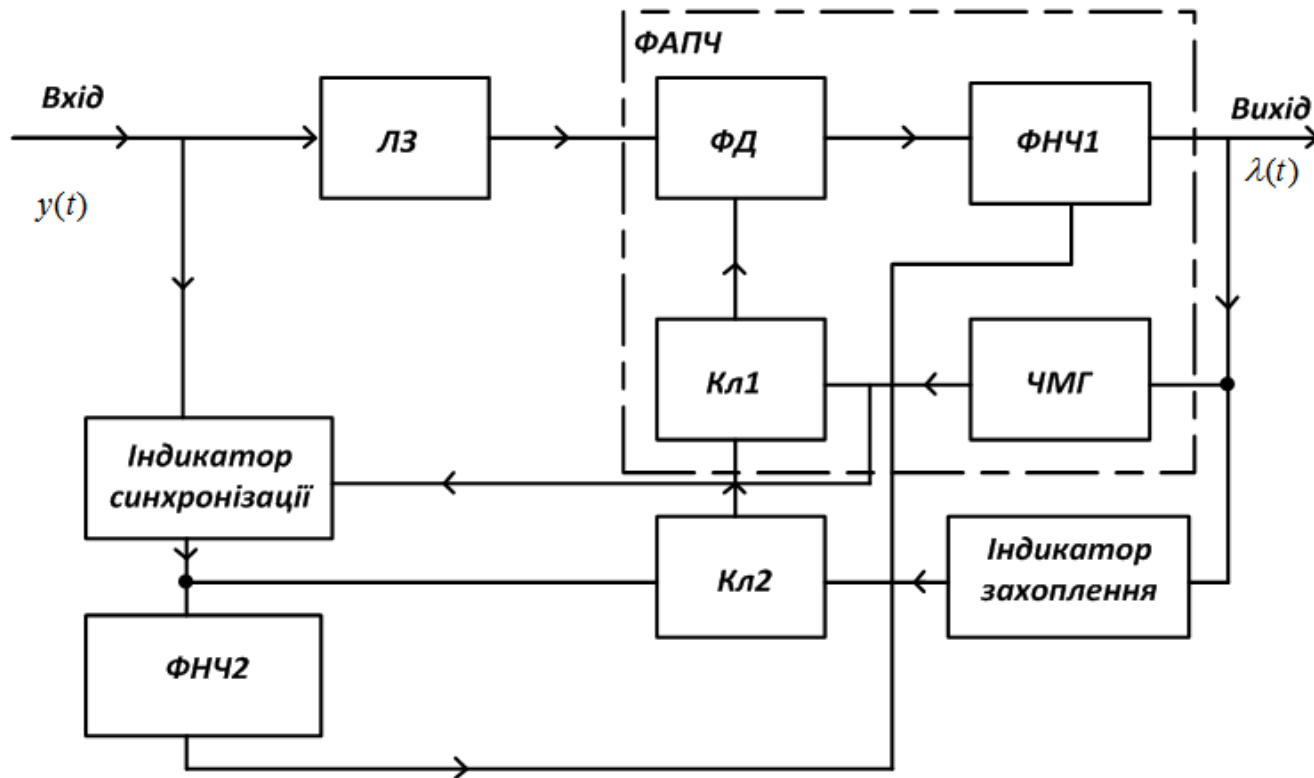 ФАПЧ
Вхід
y(t)
ЛЗ
ФД
ФНЧ1
Вихід
λ(t)
Кл1
ЧМГ
Індикатор
синхронізації
Кл2
Індикатор
захоплення
ФНЧ2